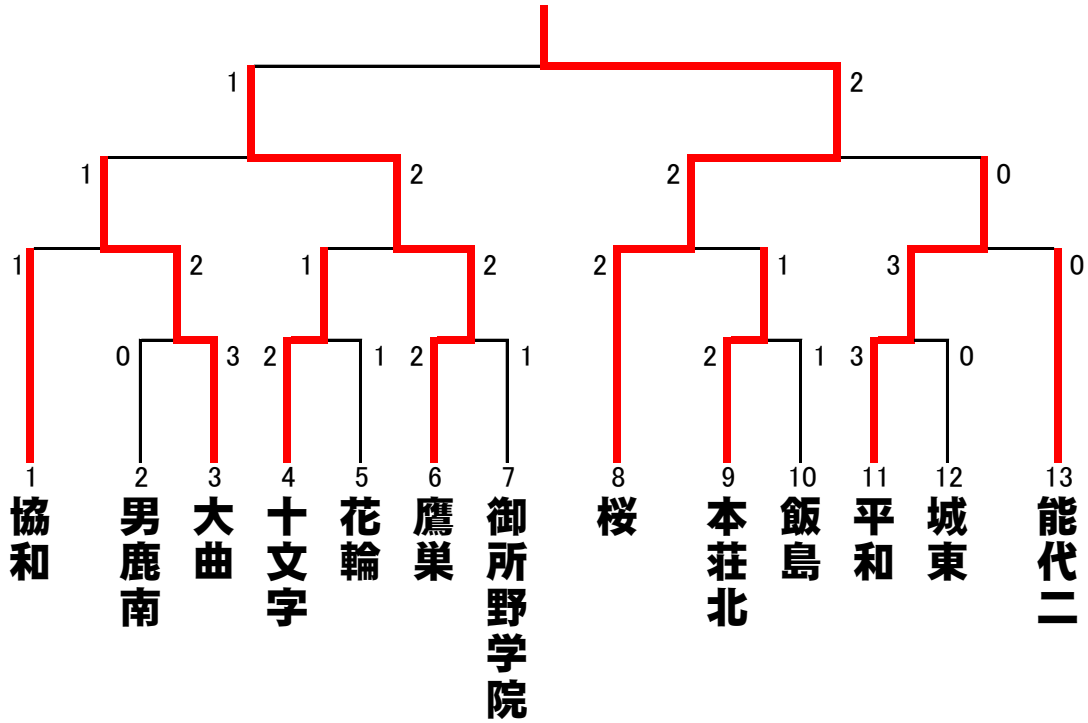 1 2
1 2 2 0
1 2 1 2 2 1 3 0
0 3 2 1 2 1 2 1 3 0
1 2 3 4 5 6 7 8 9 10 11 12 13
協和
男鹿南
大曲
十文字
花輪
鷹巣
御所野学院
桜
本荘北
飯島
平和
城東
能代二